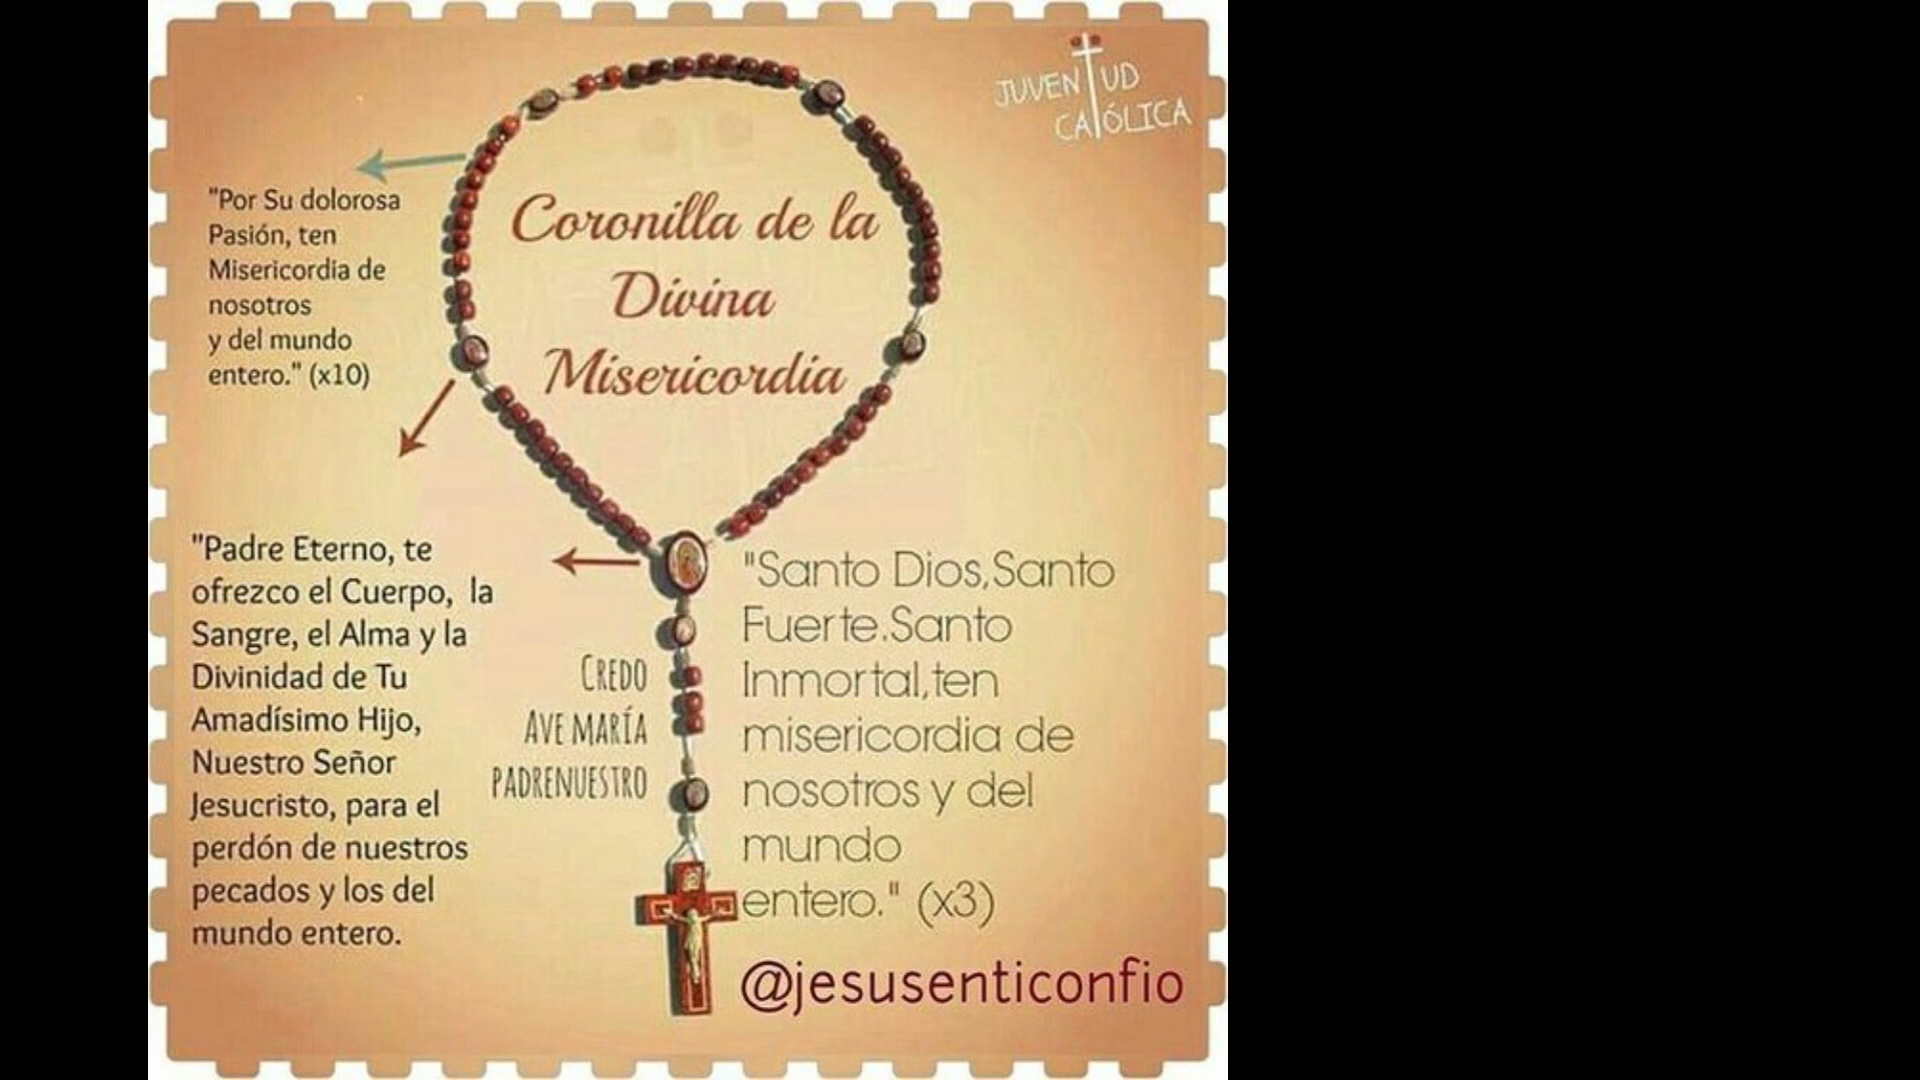 JUVENTUD
CATÓLICA
Coronilla de la
Divina
Misericordia
"Por Su dolorosa
Pasión, ten
Misericordia de
nosotros
y del mundo
entero." (x10)
"Padre Eterno, te
ofrezco el Cuerpo, la
Sangre, el Alma y la
Divinidad de Tu
Amadísimo Hijo,
Nuestro Señor
Jesucristo, para el
perdón de nuestros
pecados y los del
mundo entero.
CREDO
AVE MARÍA
PADRENUESTRO
"Santo Dios,Santo
Fuerte.Santo
Inmortal,ten
misericordia de
nosotros y del
mundo
entero." (x3)
@jesusenticonfio